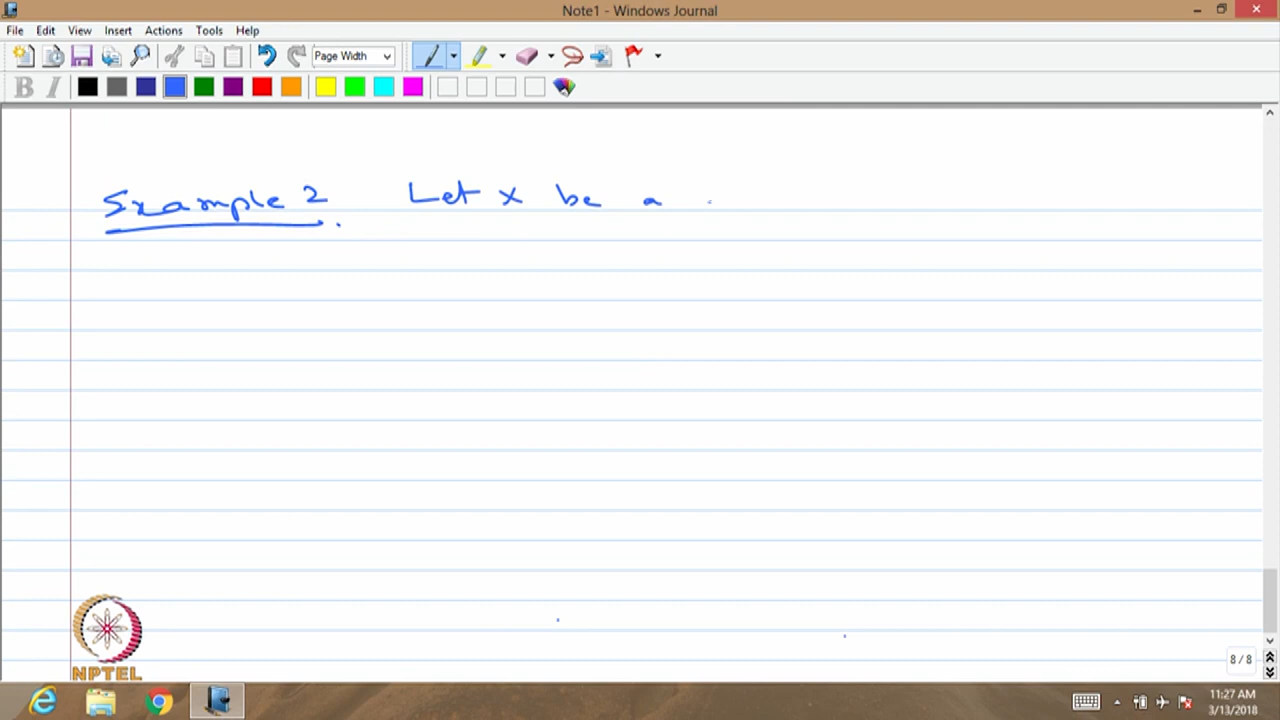 Note1 - Windows Journal
File Edit View Insert Actions Tools Help
Page Width
B I
Example 2. Let X be a
8 / 8
NPTEL
11:27 AM
3/13/2018